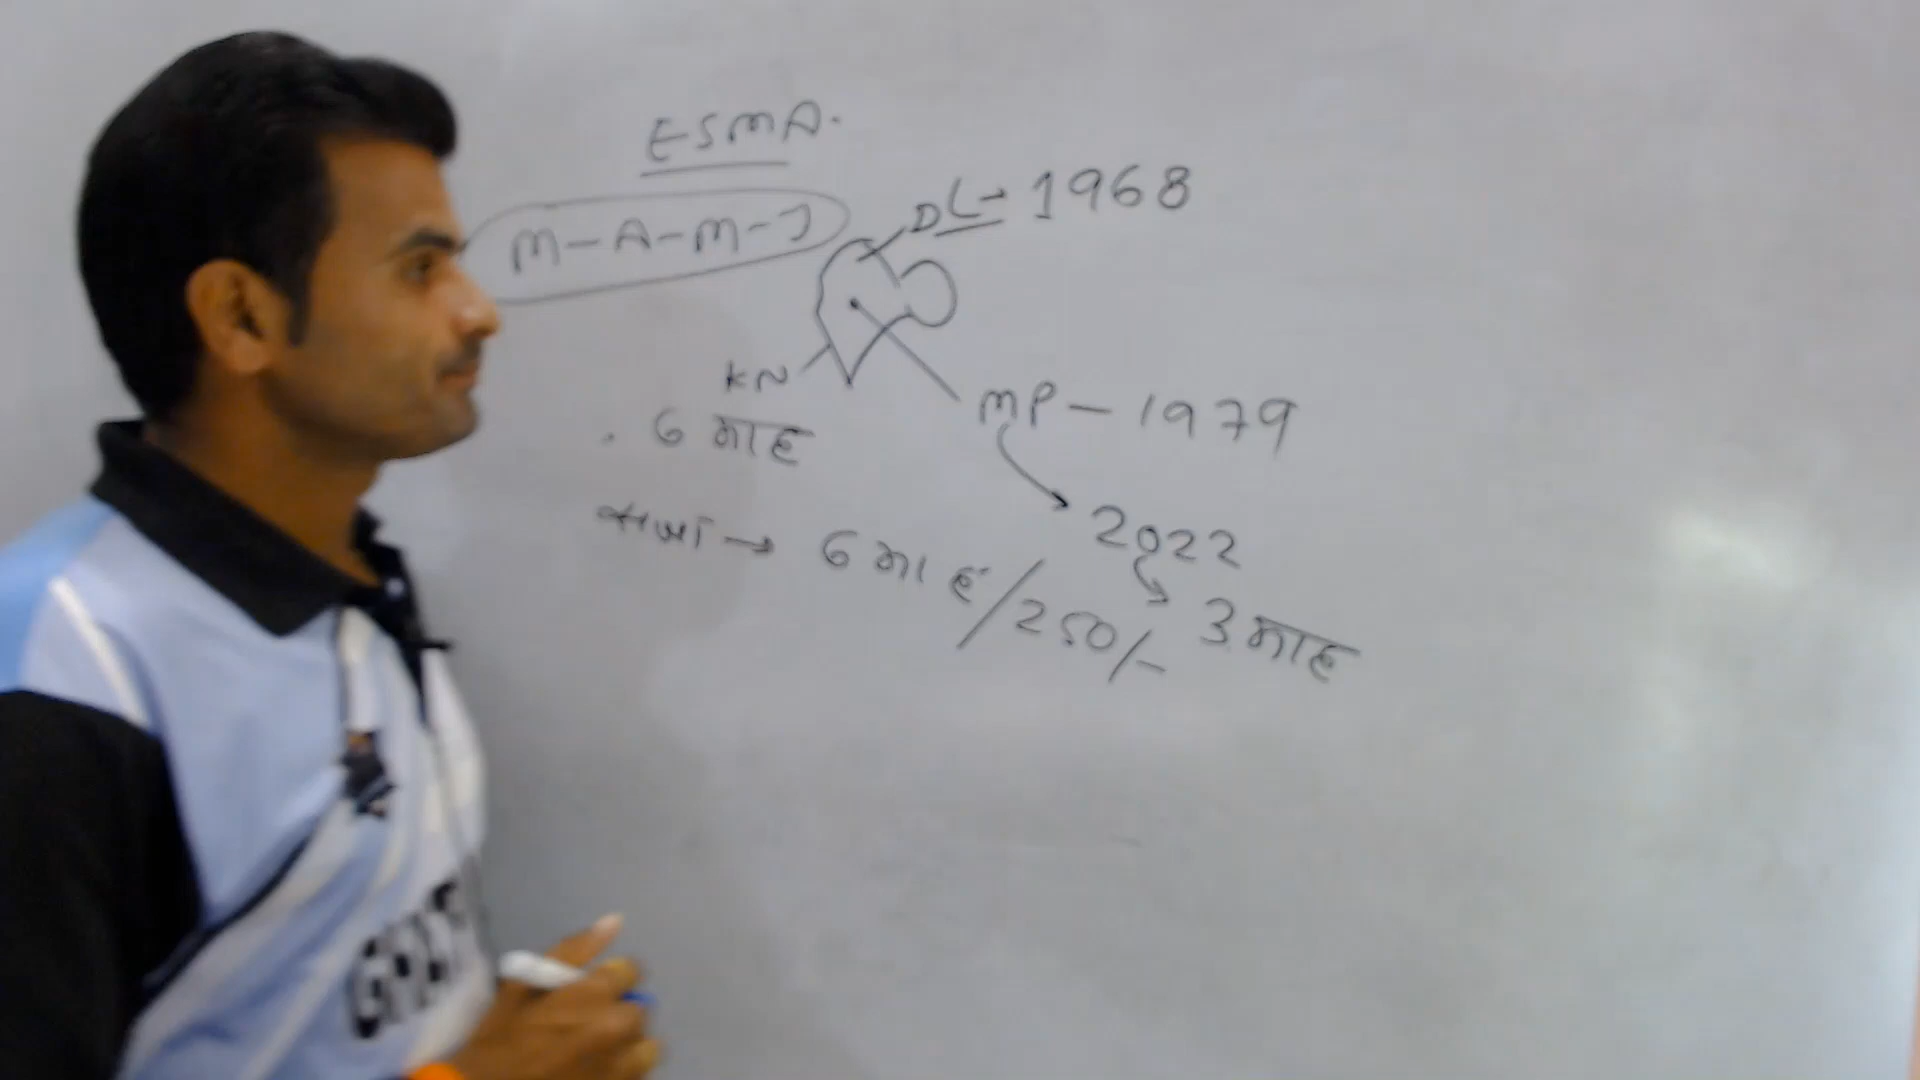 ESMA.
M-A-M-J
DL→ 1968
KN
MP - 1979
6 माह
2022
सजा → 6 माह/250/-
3 माह